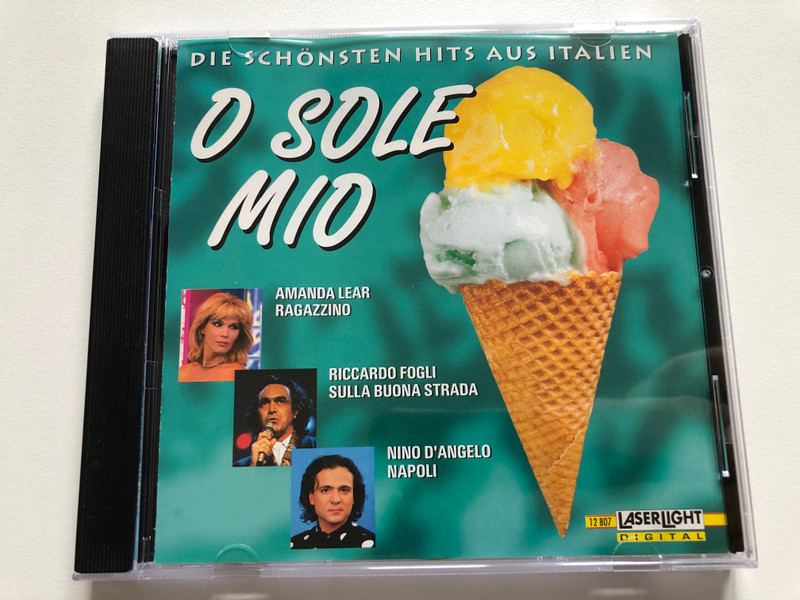 DIE SCHÖNSTEN HITS AUS ITALIEN
O SOLE
MIO
AMANDA LEAR
RAGAZZINO
RICCARDO FOGLI
SULLA BUONA STRADA
NINO D'ANGELO
NAPOLI
12 807
LASERLIGHT
DIGITAL